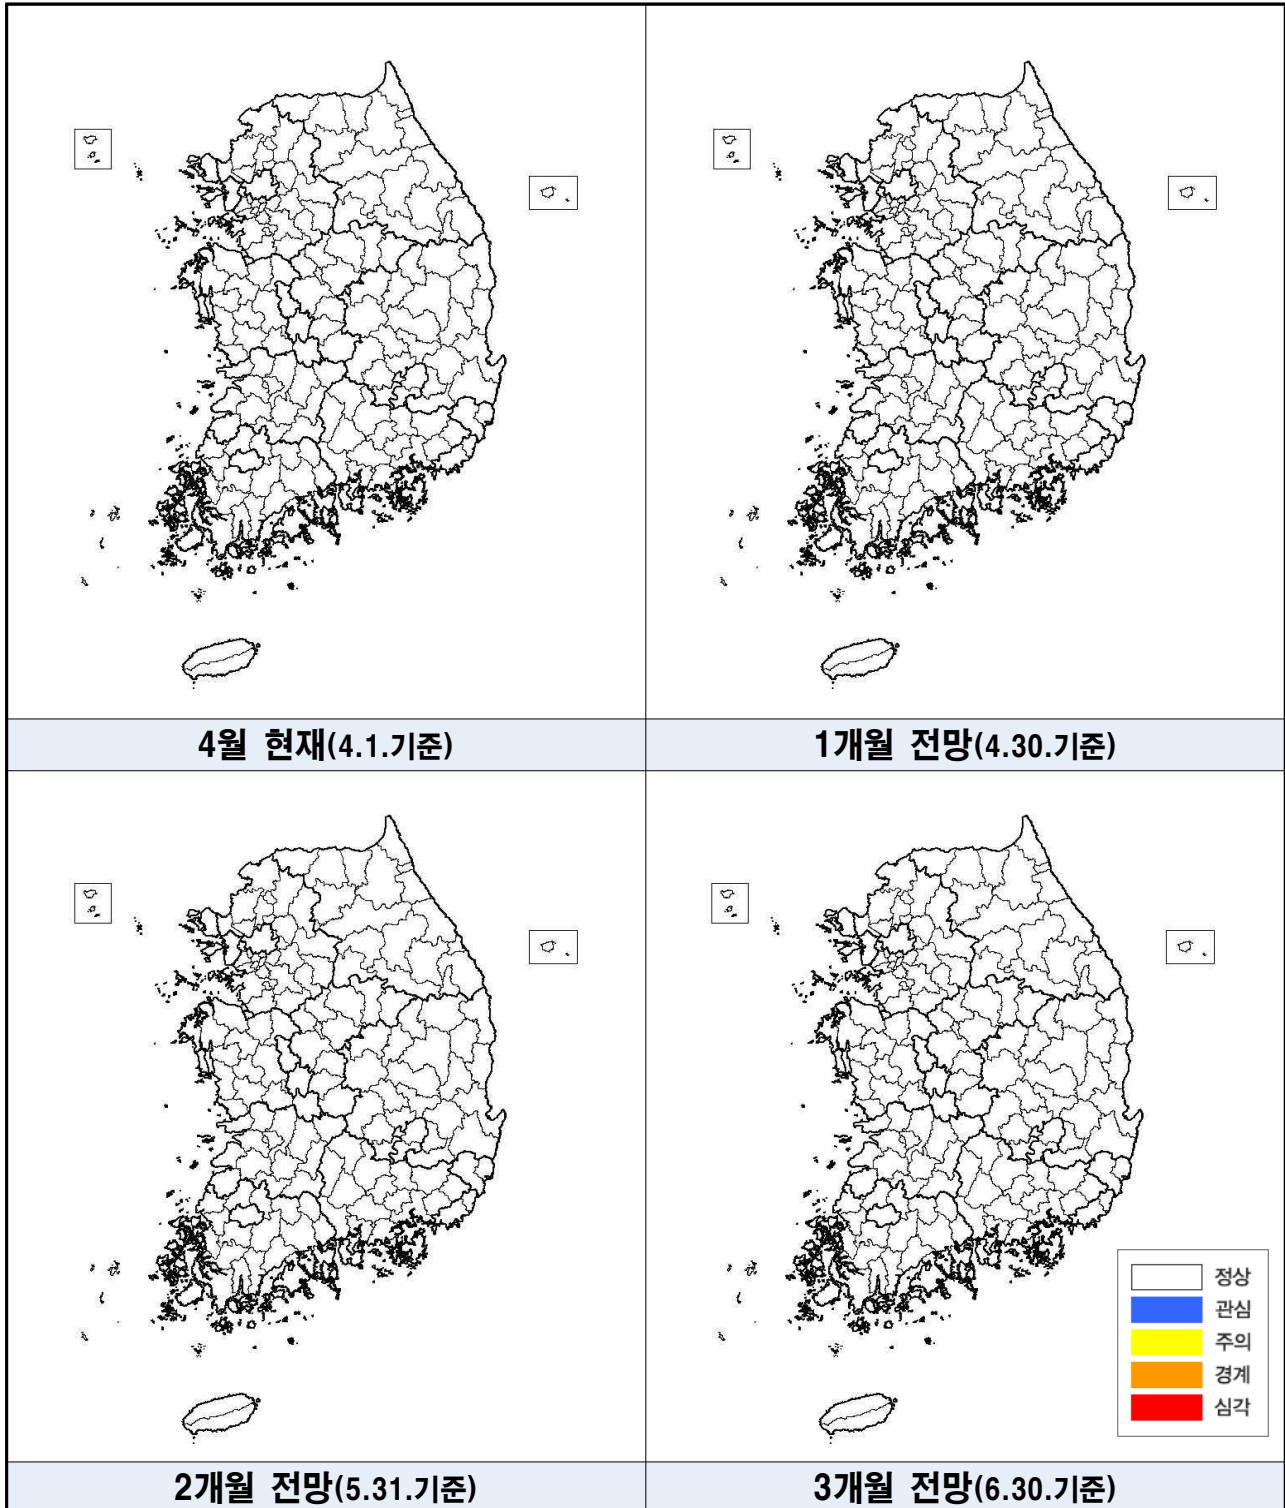 4월 현재(4.1.기준)
1개월 전망(4.30.기준)
정상
관심
주의
경계
심각
2개월 전망(5.31.기준)
3개월 전망(6.30.기준)